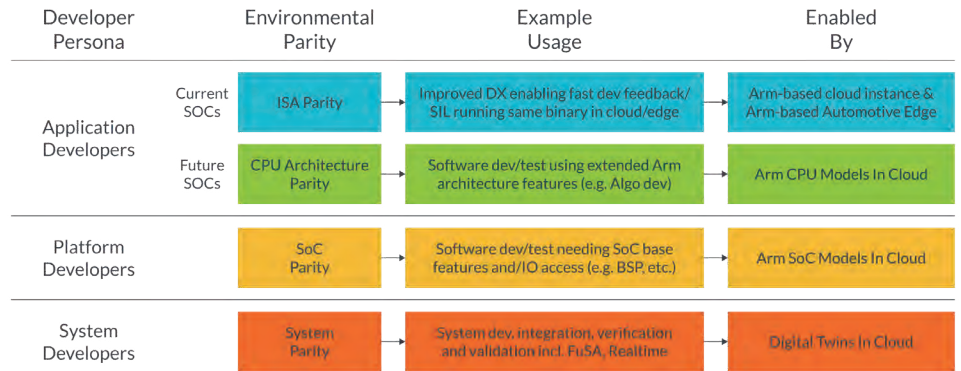 Developer Persona
Environmental Parity
Example Usage
Enabled By
Application Developers
Current SOCs
ISA Parity
Improved DX enabling fast dev feedback/
SIL running same binary in cloud/edge
Arm-based cloud instance &
Arm-based Automotive Edge
Future SOCs
CPU Architecture
Parity
Software dev/test using extended Arm
architecture features (e.g. Algo dev)
Arm CPU Models In Cloud
Platform Developers
SoC
Parity
Software dev/test needing SoC base
features and/IO access (e.g. BSP, etc.)
Arm SoC Models In Cloud
System Developers
System
Parity
System dev, integration, verification
and validation incl. FuSA, Realtime
Digital Twins In Cloud